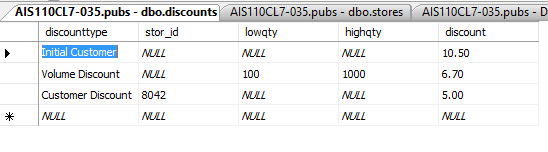 AIS110CL7-035.pubs - dbo.discounts AIS110CL7-035.pubs - dbo.stores AIS110CL7-035.pubs - D
discounttype stor_id lowqty highqty discount
Initial Customer NULL NULL NULL 10.50
Volume Discount NULL 100 1000 6.70
Customer Discount 8042 NULL NULL 5.00
NULL NULL NULL NULL NULL